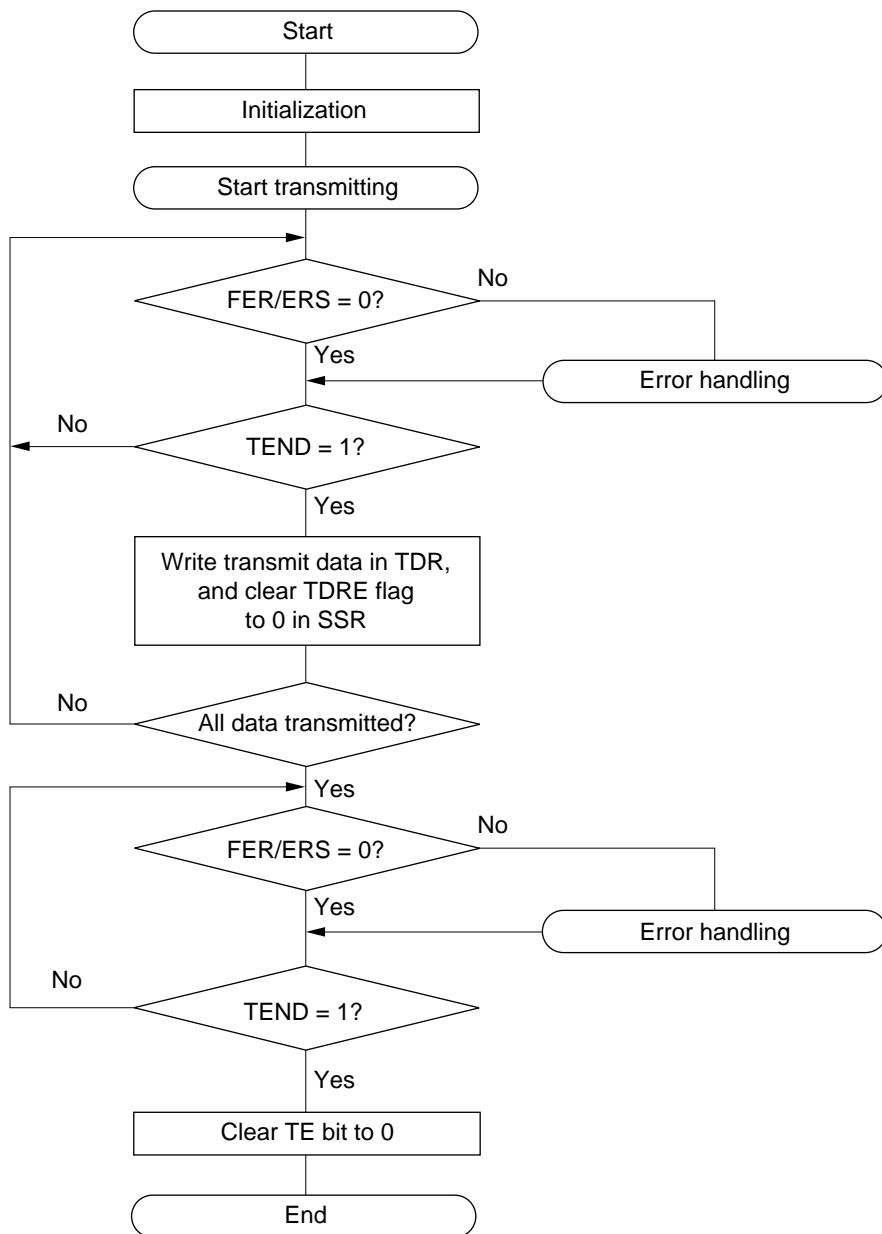 Start
Initialization
Start transmitting
FER/ERS = 0?
No
Yes
Error handling
No
TEND = 1?
Yes
Write transmit data in TDR,
and clear TDRE flag
to 0 in SSR
No
All data transmitted?
Yes
FER/ERS = 0?
No
Yes
Error handling
No
TEND = 1?
Yes
Clear TE bit to 0
End